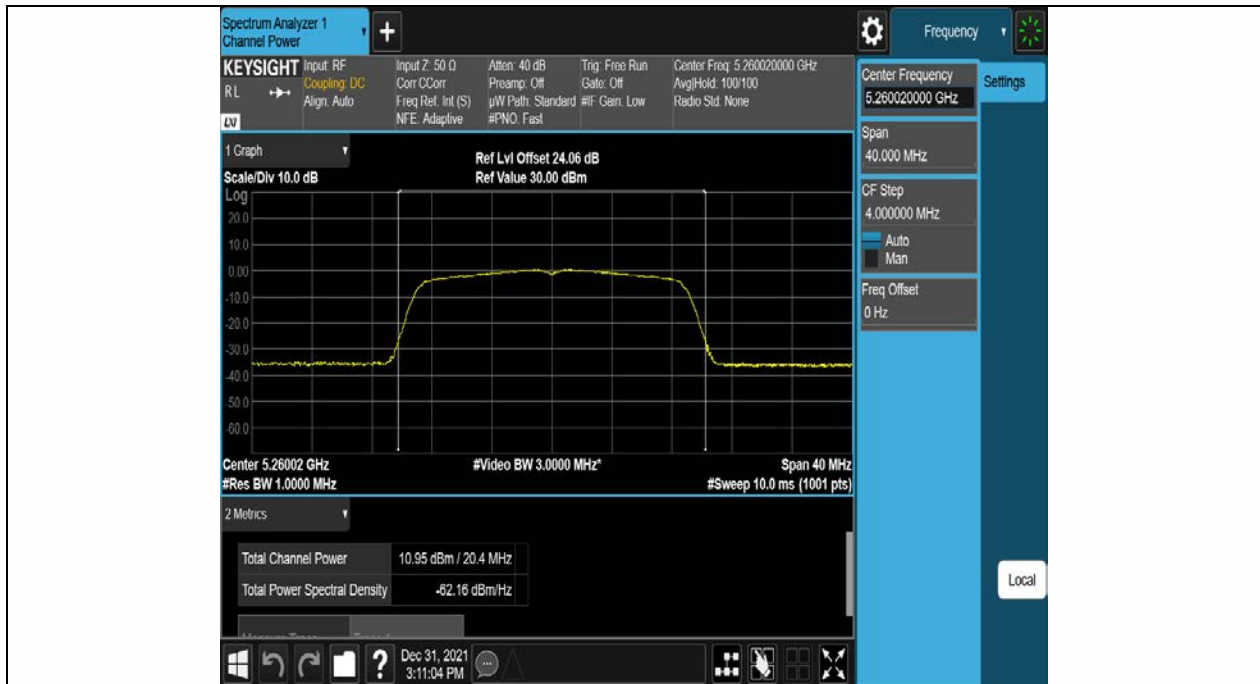 Spectrum Analyzer 1
Channel Power
+
Frequency
KEYSIGHT
RL
LXI
Input: RF
Coupling: DC
Align: Auto
Input Z: 50 Ω
Corr CCorr
Freq Ref: Int (S)
NFE: Adaptive
Atten: 40 dB
Preamp: Off
µW Path: Standard
#PNO: Fast
Trig: Free Run
Gate: Off
#IF Gain: Low
Center Freq: 5.260020000 GHz
Avg|Hold: 100/100
Radio Std: None
Center Frequency
5.260020000 GHz
Settings
Span
40.000 MHz
CF Step
4.000000 MHz
Auto
Man
Freq Offset
0 Hz
Local
1 Graph
Scale/Div 10.0 dB
Ref Lvl Offset 24.06 dB
Ref Value 30.00 dBm
Log
20.0
10.0
0.00
-10.0
-20.0
-30.0
-40.0
-50.0
-60.0
Center 5.26002 GHz
#Video BW 3.0000 MHz*
Span 40 MHz
#Res BW 1.0000 MHz
#Sweep 10.0 ms (1001 pts)
2 Metrics
Total Channel Power 10.95 dBm / 20.4 MHz
Total Power Spectral Density -62.16 dBm/Hz
?
Dec 31, 2021
3:11:04 PM